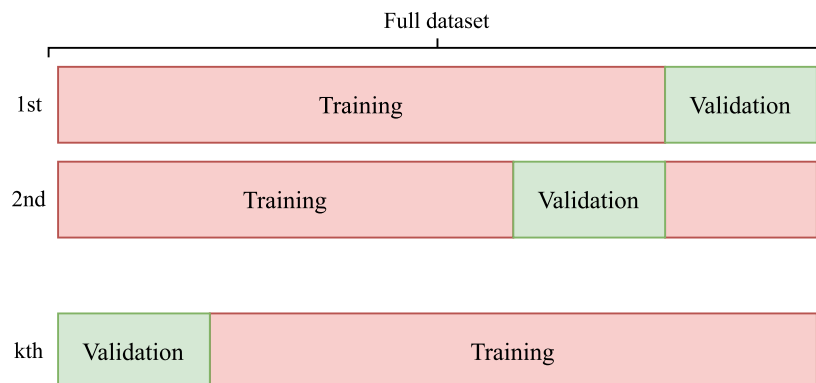 Full dataset
1st Training Validation
2nd Training Validation
kth Validation Training